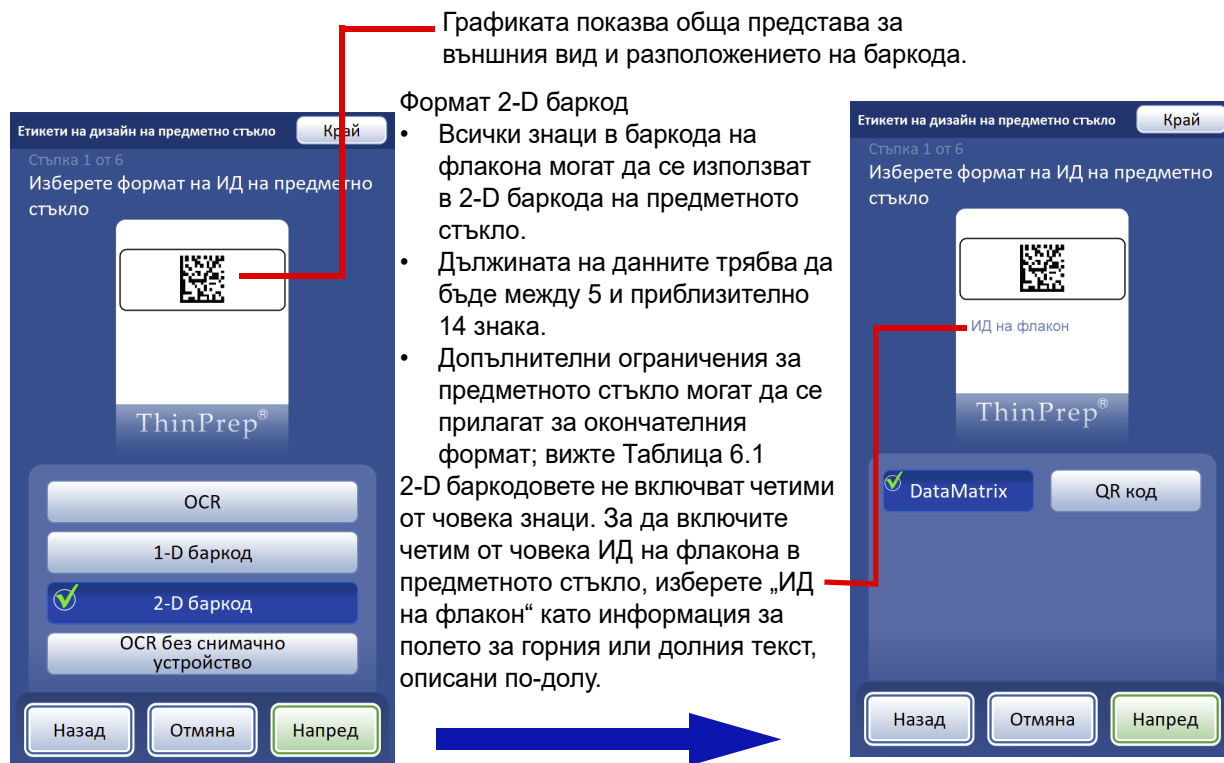 Графиката показва обща представа за
външния вид и разположението на баркода.
Етикети на дизайн на предметно стъкло
Край
Стъпка 1 от 6
Изберете формат на ИД на предметно
стъкло
ThinPrep®
OCR
1-D баркод
2-D баркод
OCR без снимачно
устройство
Назад
Отмяна
Напред
Формат 2-D баркод
• Всички знаци в баркода на
флакона могат да се използват
в 2-D баркода на предметното
стъкло.
• Дължината на данните трябва да
бъде между 5 и приблизително
14 знака.
• Допълнителни ограничения за
предметното стъкло могат да се
прилагат за окончателния
формат; вижте Таблица 6.1
2-D баркодовете не включват четими
от човека знаци. За да включите
четим от човека ИД на флакона в
предметното стъкло, изберете „ИД
на флакон“ като информация за
полето за горния или долния текст,
описани по-долу.
Етикети на дизайн на предметно стъкло
Край
Стъпка 1 от 6
Изберете формат на ИД на предметно
стъкло
ИД на флакон
ThinPrep®
DataMatrix
QR код
Назад
Отмяна
Напред